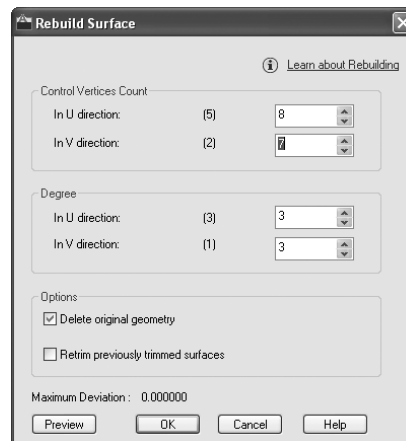 Rebuild Surface
Learn about Rebuilding
Control Vertices Count
In U direction: (5) 8
In V direction: (2) 7
Degree
In U direction: (3) 3
In V direction: (1) 3
Options
Delete original geometry
Retrim previously trimmed surfaces
Maximum Deviation : 0.000000
Preview OK Cancel Help